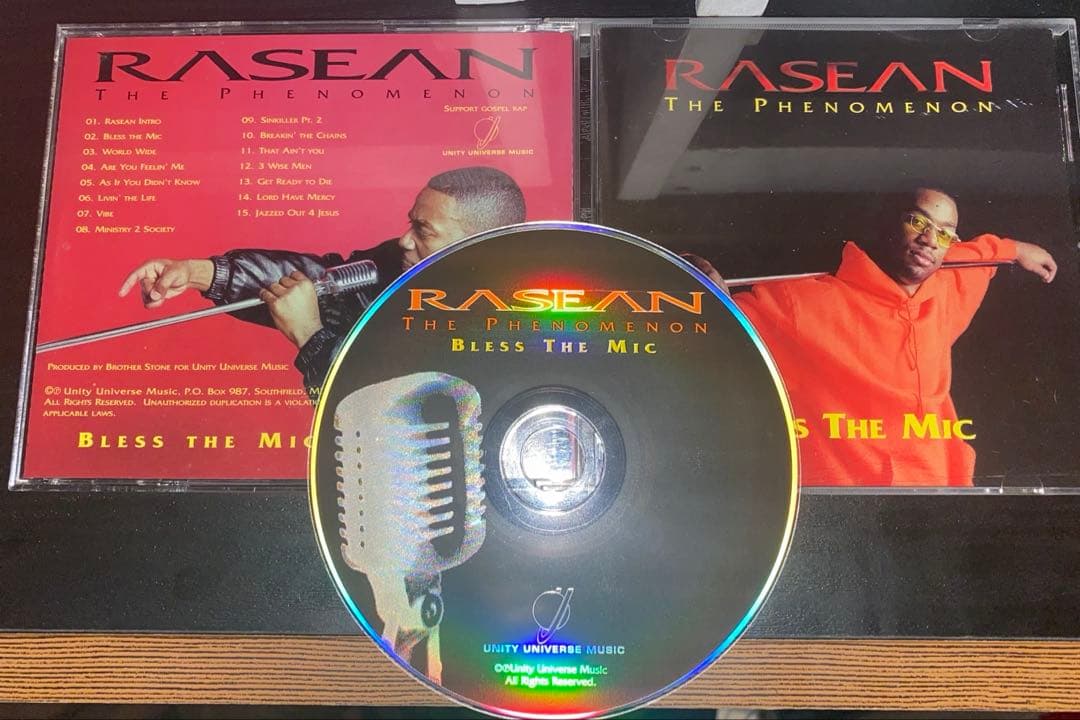 RASEAN
THE PHENOMENON
SUPPORT GOSPEL RAP
UNITY UNIVERSE MUSIC
01. RASEAN INTRO
02. BLESS THE MIC
03. WORLD WIDE
04. ARE YOU FEELIN' ME
05. AS IF YOU DIDN'T KNOW
06. LIVIN' THE LIFE
07. VIBE
08. MINISTRY 2 SOCIETY
09. SINKILLER PT. 2
10. BREAKIN' THE CHAINS
11. THAT AIN'T YOU
12. 3 WISE MEN
13. GET READY TO DIE
14. LORD HAVE MERCY
15. JAZZED OUT 4 JESUS
PRODUCED BY BROTHER STONE FOR UNITY UNIVERSE MUSIC
©℗ UNITY UNIVERSE MUSIC, P.O. BOX 987, SOUTHFIELD,
ALL RIGHTS RESERVED. UNAUTHORIZED DUPLICATION IS A
APPLICABLE LAWS.
BLESS THE MIC
RASEAN
THE PHENOMENON
S THE MIC
RASEAN
THE PHENOMENON
BLESS THE MIC
UNITY UNIVERSE MUSIC
©℗Unity Universe Music
All Rights Reserved.